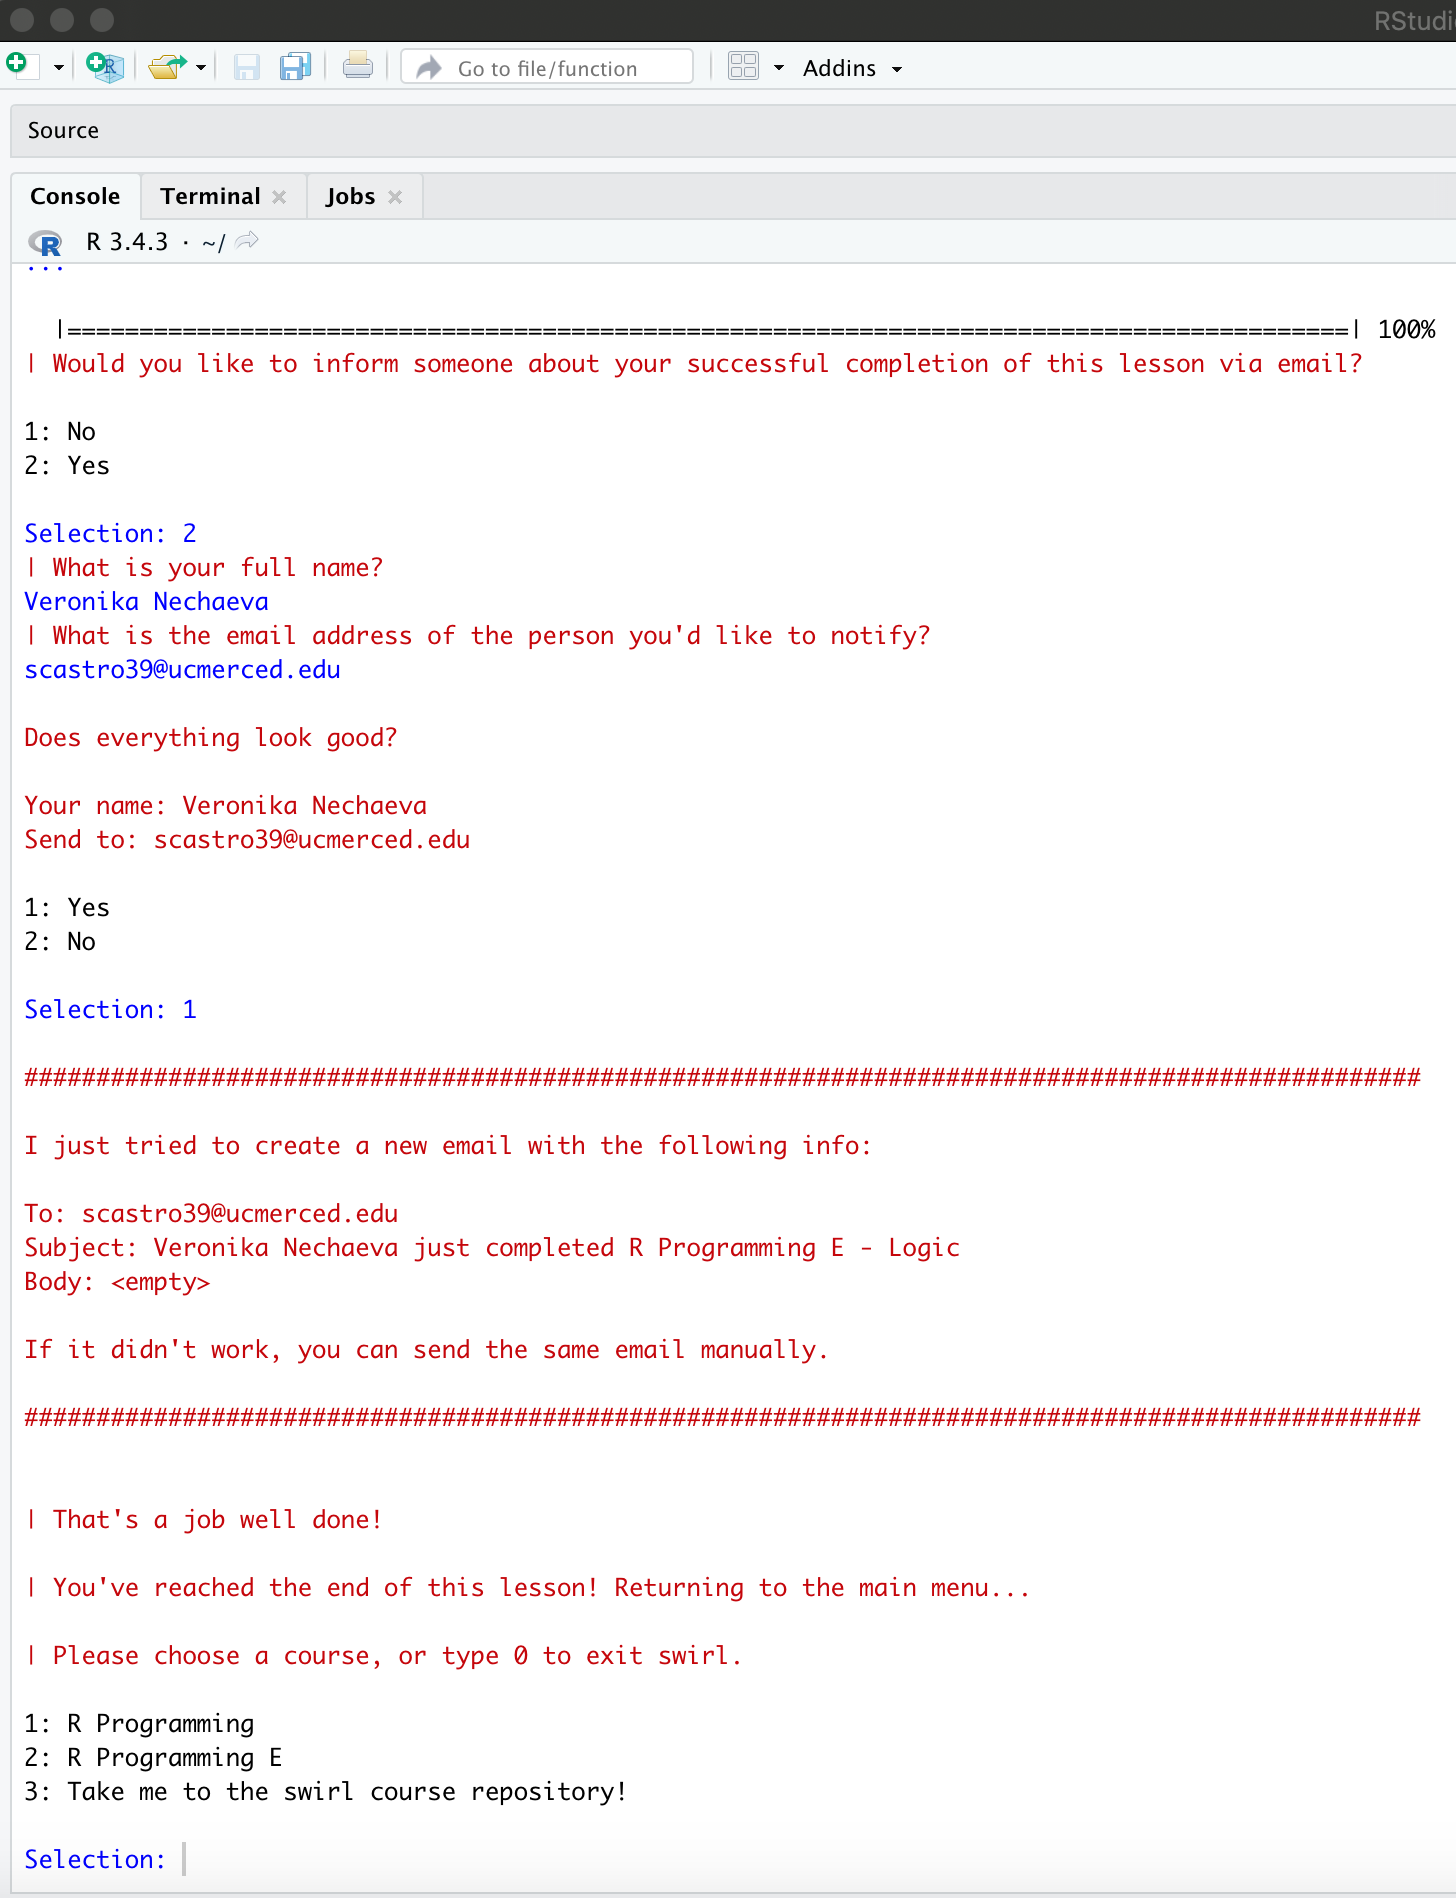 RStudi
Go to file/function
Addins
Source
Console Terminal Jobs
R 3.4.3 · ~/
...
|=========================================================================================| 100%
| Would you like to inform someone about your successful completion of this lesson via email?
1: No
2: Yes
Selection: 2
| What is your full name?
Veronika Nechaeva
| What is the email address of the person you'd like to notify?
scastro39@ucmerced.edu
Does everything look good?
Your name: Veronika Nechaeva
Send to: scastro39@ucmerced.edu
1: Yes
2: No
Selection: 1
#################################################################################################
I just tried to create a new email with the following info:
To: scastro39@ucmerced.edu
Subject: Veronika Nechaeva just completed R Programming E - Logic
Body: <empty>
If it didn't work, you can send the same email manually.
#################################################################################################
| That's a job well done!
| You've reached the end of this lesson! Returning to the main menu...
| Please choose a course, or type 0 to exit swirl.
1: R Programming
2: R Programming E
3: Take me to the swirl course repository!
Selection: